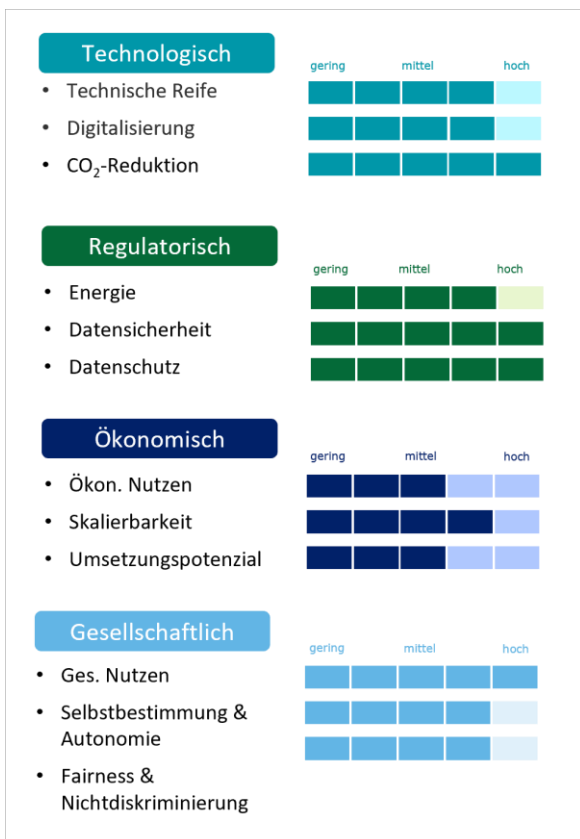 Technologisch
gering mittel hoch
• Technische Reife
• Digitalisierung
• CO₂-Reduktion
Regulatorisch
gering mittel hoch
• Energie
• Datensicherheit
• Datenschutz
Ökonomisch
gering mittel hoch
• Ökon. Nutzen
• Skalierbarkeit
• Umsetzungspotenzial
Gesellschaftlich
gering mittel hoch
• Ges. Nutzen
• Selbstbestimmung &
Autonomie
• Fairness &
Nichtdiskriminierung